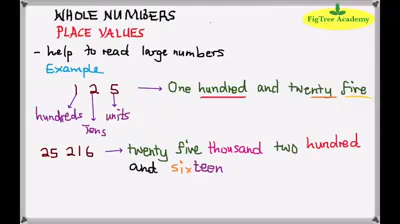 WHOLE NUMBERS
PLACE VALUES
FigTree Academy
- help to read large numbers
Example
1 2 5 → One hundred and twenty five
hundreds Tens units
25 216 → twenty five thousand two hundred
and sixteen